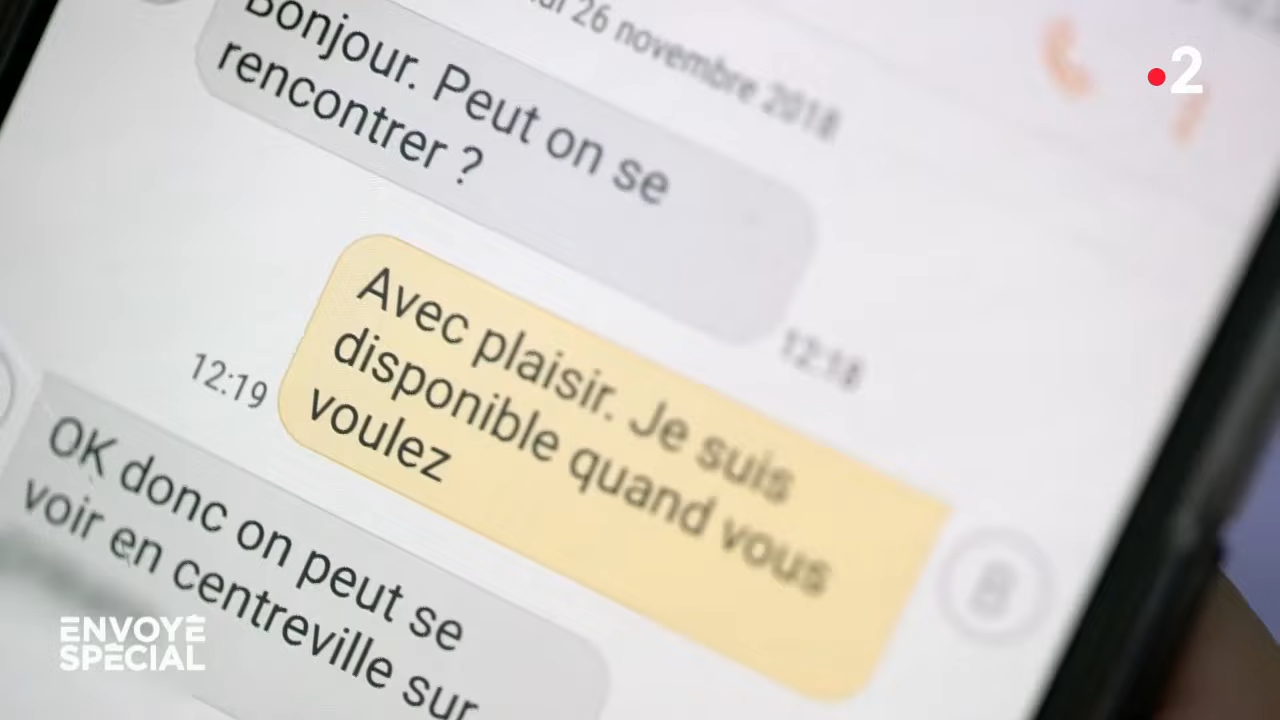 26 novembre 2018
2
Bonjour. Peut on se
rencontrer ?
12:18
Avec plaisir. Je suis
disponible quand vous
voulez
12:19
B
OK donc on peut se
voir en centreville sur
ENVOYÉ
SPÉCIAL